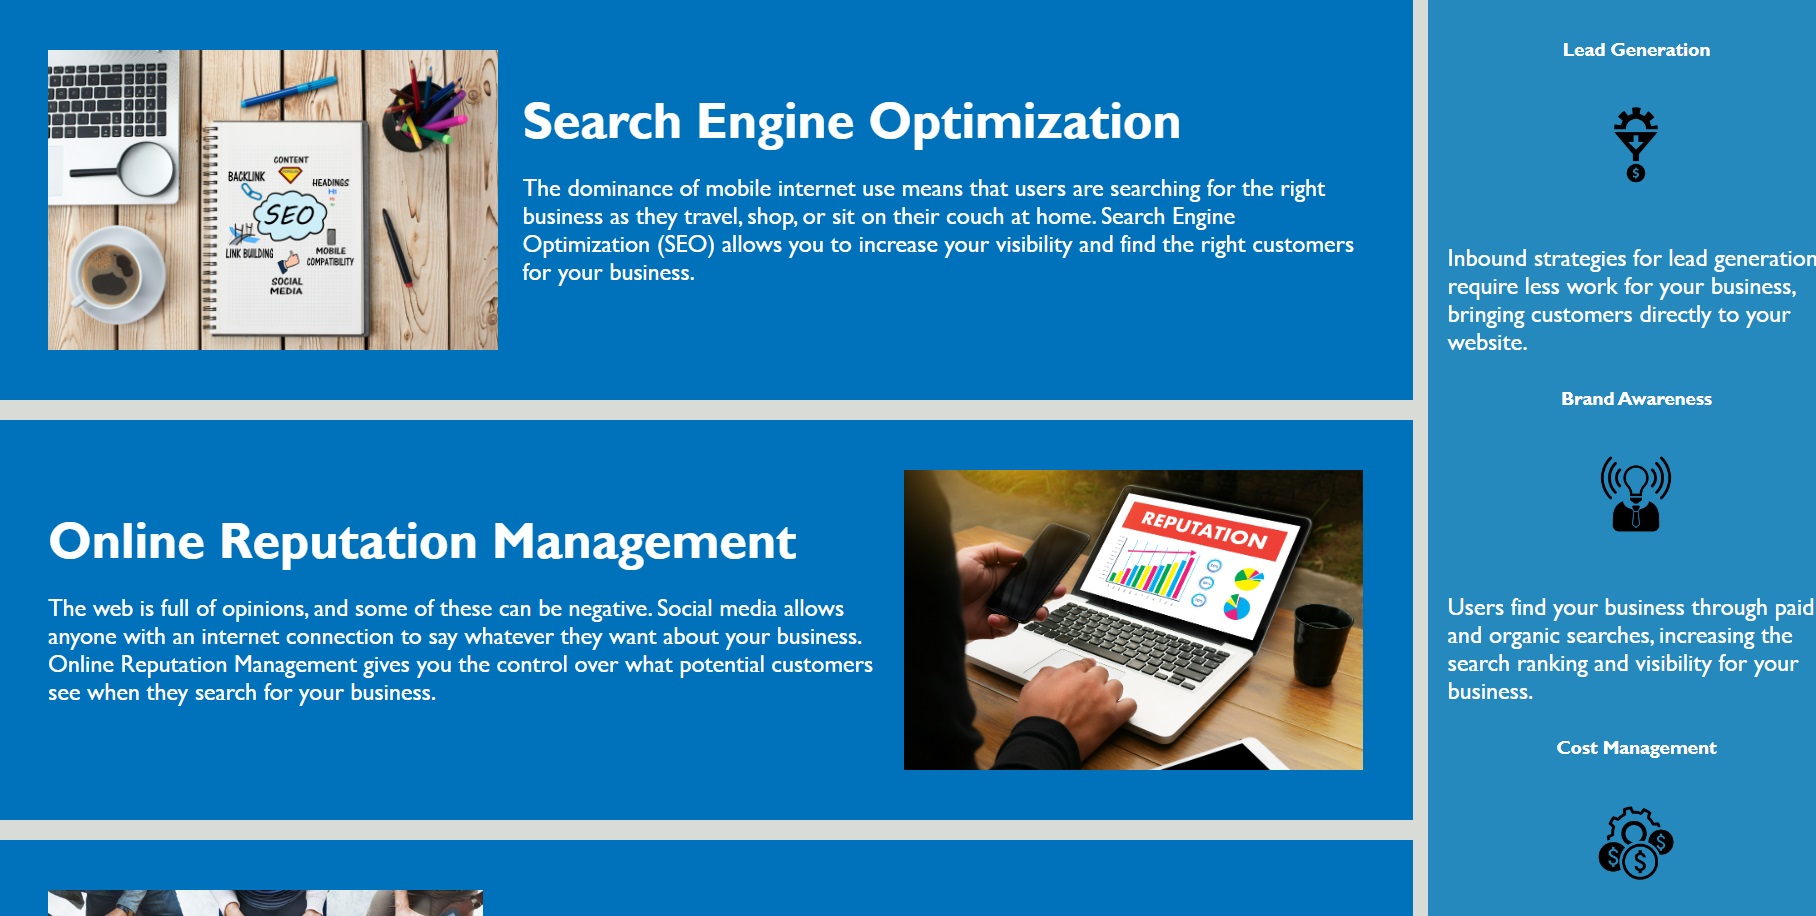 Search Engine Optimization
The dominance of mobile internet use means that users are searching for the right
business as they travel, shop, or sit on their couch at home. Search Engine
Optimization (SEO) allows you to increase your visibility and find the right customers
for your business.
CONTENT
BACKLINK
HEADINGS
H1
SEO
LINK BUILDING
MOBILE
COMPATIBILITY
SOCIAL
MEDIA
Online Reputation Management
The web is full of opinions, and some of these can be negative. Social media allows
anyone with an internet connection to say whatever they want about your business.
Online Reputation Management gives you the control over what potential customers
see when they search for your business.
REPUTATION
Lead Generation
$
Inbound strategies for lead generation
require less work for your business,
bringing customers directly to your
website.
Brand Awareness
Users find your business through paid
and organic searches, increasing the
search ranking and visibility for your
business.
Cost Management
$ $ $